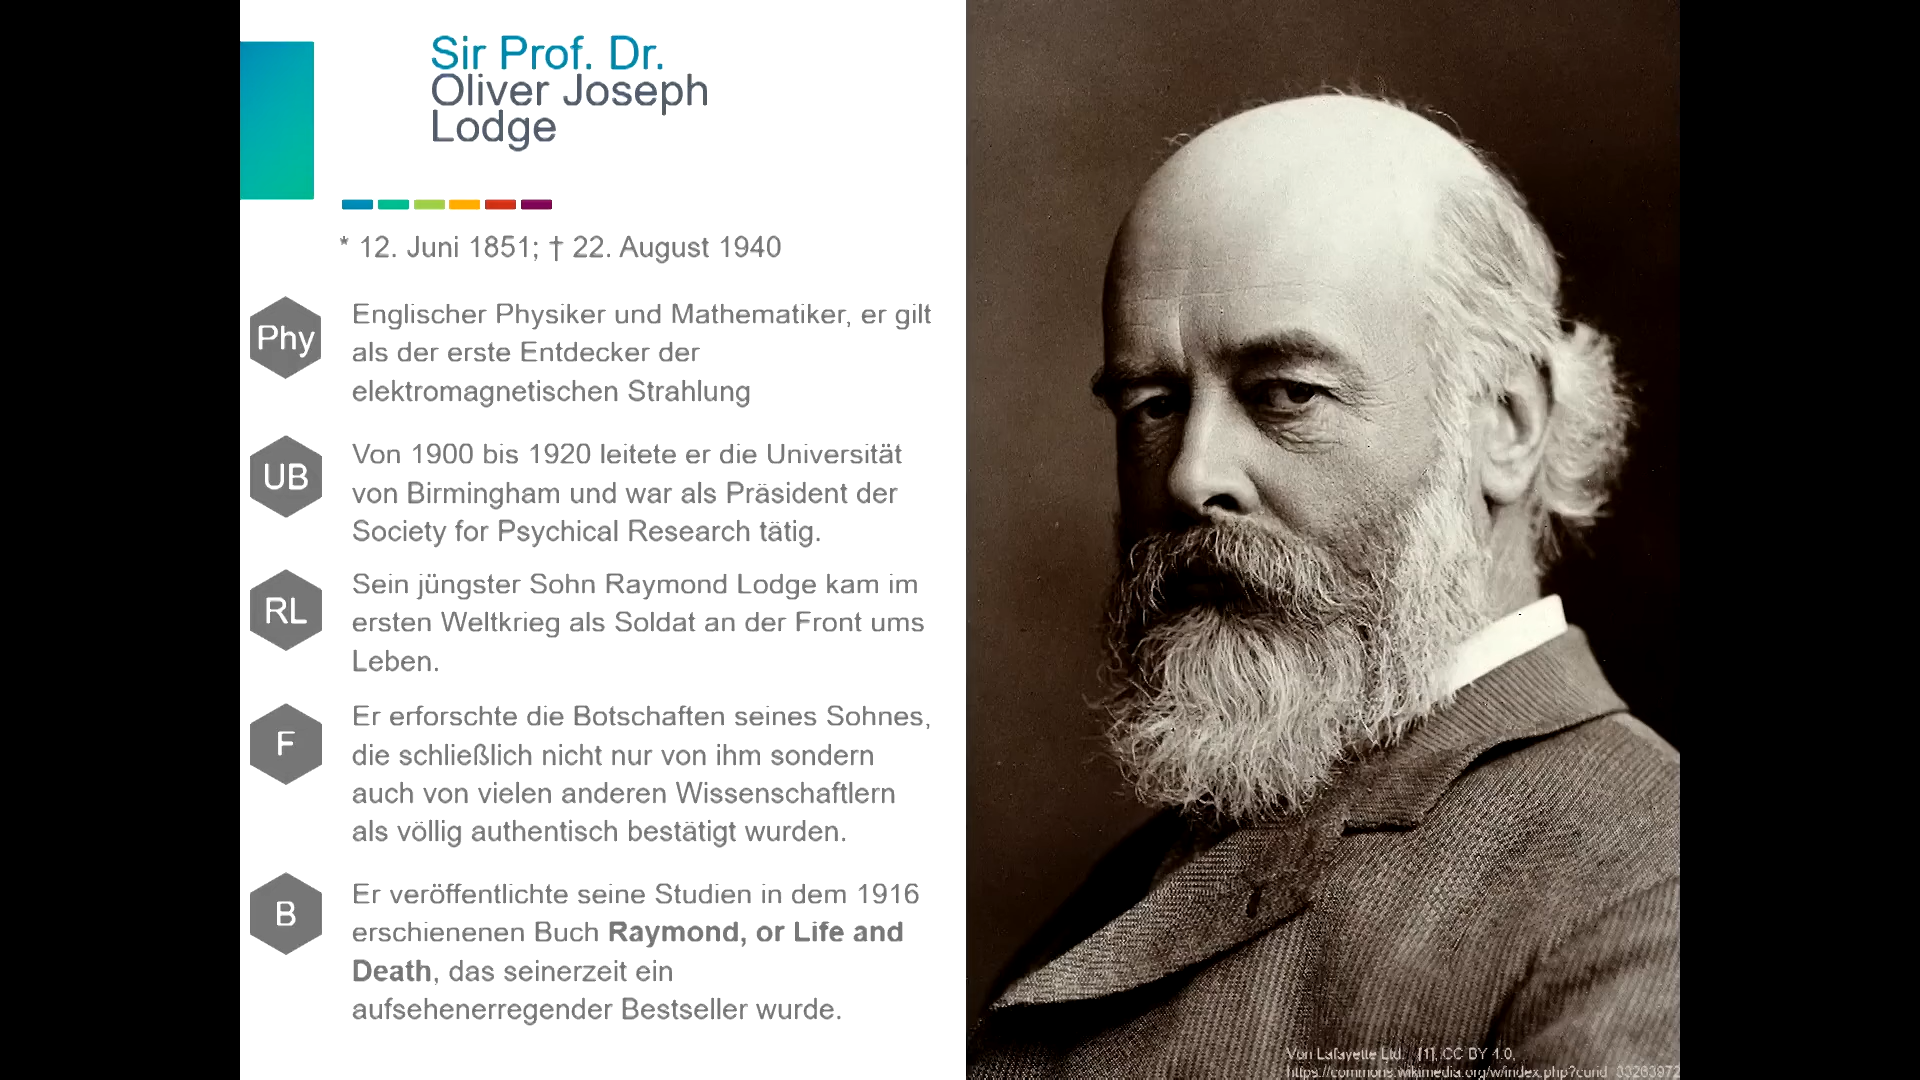 Sir Prof. Dr.
Oliver Joseph
Lodge
* 12. Juni 1851; † 22. August 1940
Phy
Englischer Physiker und Mathematiker, er gilt
als der erste Entdecker der
elektromagnetischen Strahlung
UB
Von 1900 bis 1920 leitete er die Universität
von Birmingham und war als Präsident der
Society for Psychical Research tätig.
RL
Sein jüngster Sohn Raymond Lodge kam im
ersten Weltkrieg als Soldat an der Front ums
Leben.
F
Er erforschte die Botschaften seines Sohnes,
die schließlich nicht nur von ihm sondern
auch von vielen anderen Wissenschaftlern
als völlig authentisch bestätigt wurden.
B
Er veröffentlichte seine Studien in dem 1916
erschienenen Buch Raymond, or Life and
Death, das seinerzeit ein
aufsehenerregender Bestseller wurde.
Von Lafayette Ltd. [1], CC BY 4.0,
https://commons.wikimedia.org/w/index.php?curid=33263972